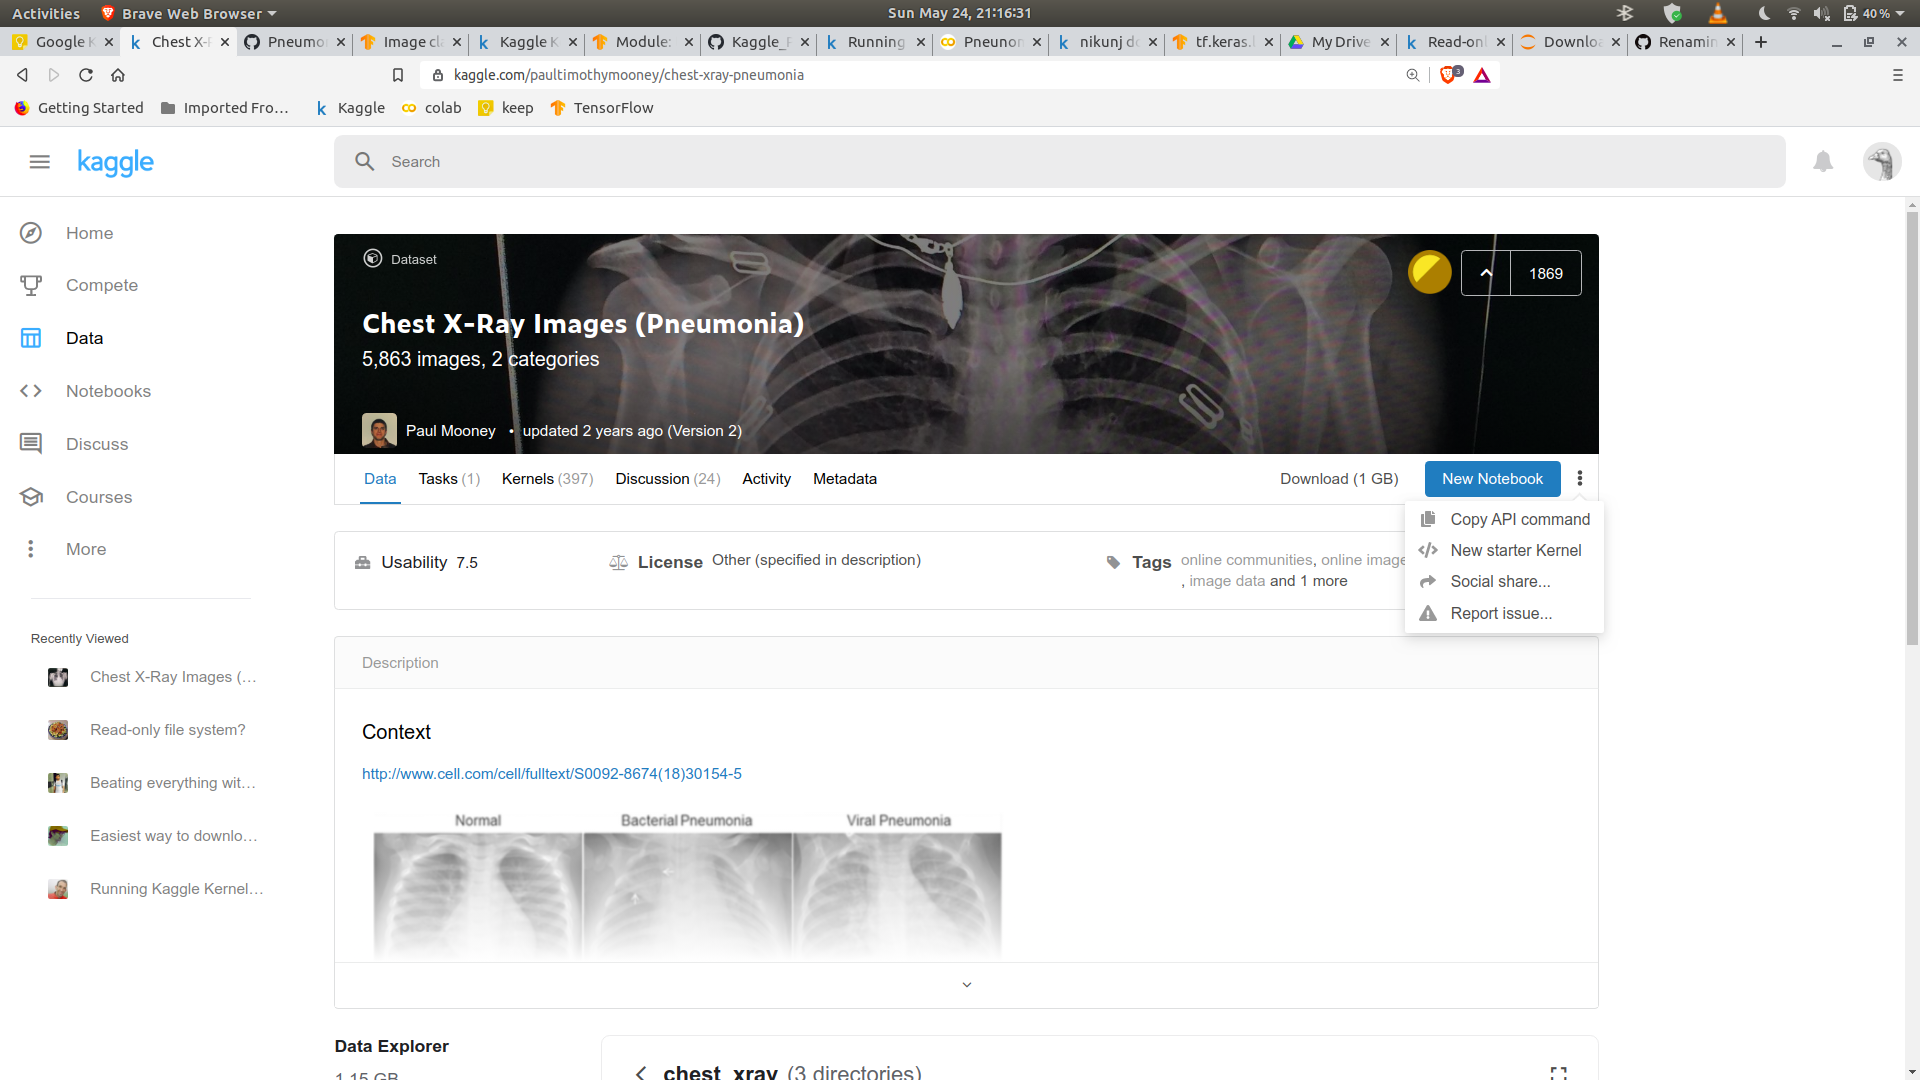 Activities Brave Web Browser Sun May 24, 21:16:31 40%
Google K Chest X-R Pneumo Image cla Kaggle K Module: Kaggle_P Running Pneunon nikunj do tf.keras. My Drive Read-onl Downloa Renamin
kaggle.com/paultimothymooney/chest-xray-pneumonia 3
Getting Started Imported Fro… Kaggle colab keep TensorFlow
kaggle Search
Home
Compete
Data
Notebooks
Discuss
Courses
More
Recently Viewed
Chest X-Ray Images (…
Read-only file system?
Beating everything wit…
Easiest way to downlo…
Running Kaggle Kernel…
Dataset
1869
Chest X-Ray Images (Pneumonia)
5,863 images, 2 categories
Paul Mooney • updated 2 years ago (Version 2)
Data Tasks (1) Kernels (397) Discussion (24) Activity Metadata Download (1 GB) New Notebook
Copy API command
New starter Kernel
Social share...
Report issue...
Usability 7.5 License Other (specified in description) Tags online communities, online image
, image data and 1 more
Description
Context
http://www.cell.com/cell/fulltext/S0092-8674(18)30154-5
Normal Bacterial Pneumonia Viral Pneumonia
Data Explorer
1.15 GB
chest_xray (3 directories)